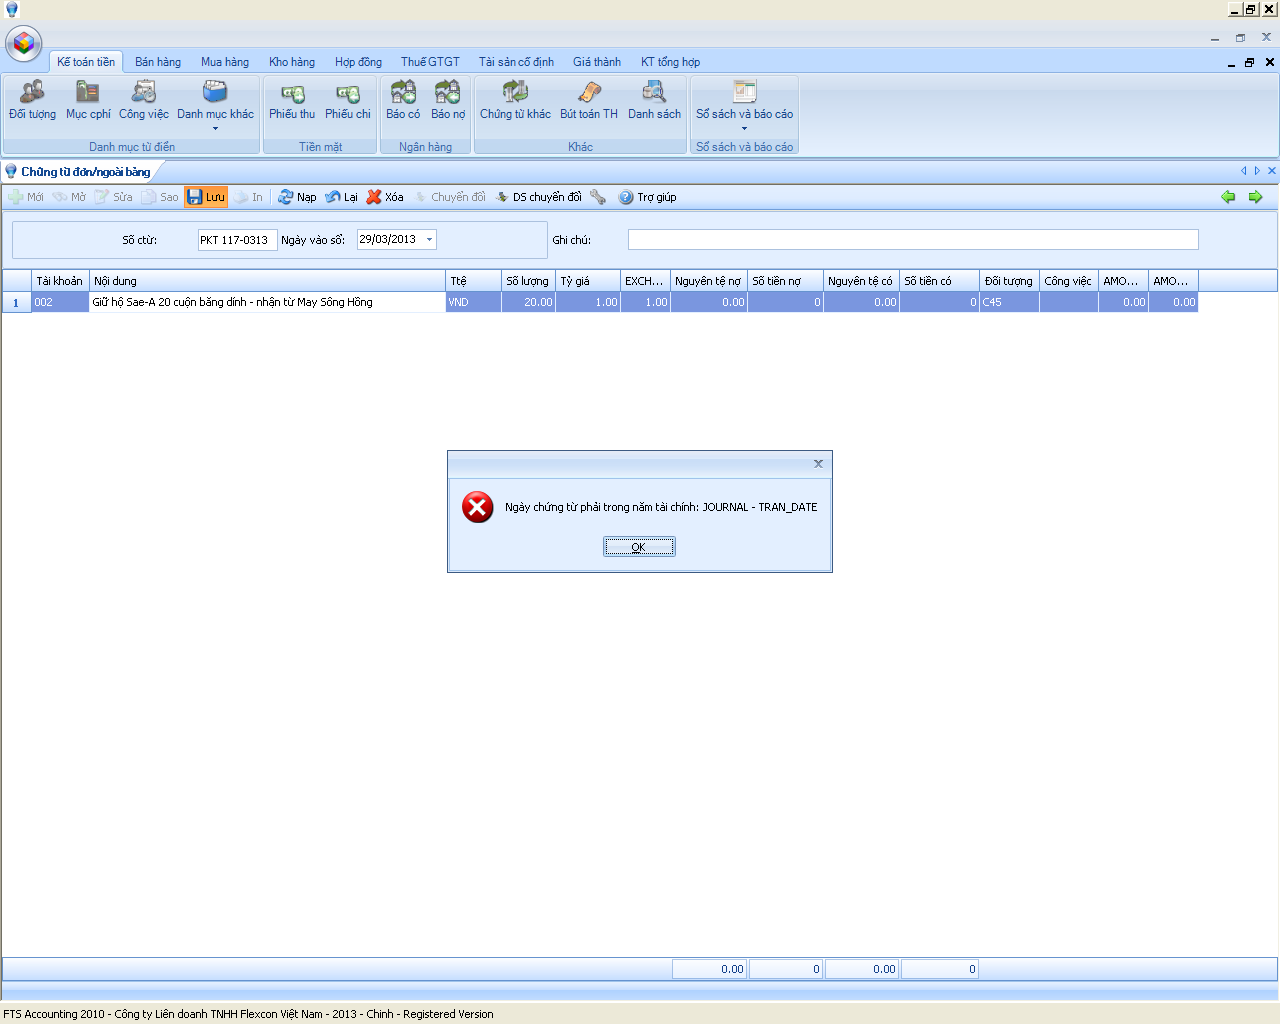 Kế toán tiền Bán hàng Mua hàng Kho hàng Hợp đồng Thuế GTGT Tài sản cố định Giá thành KT tổng hợp
Đối tượng Mục cphí Công việc Danh mục khác Phiếu thu Phiếu chi Báo có Báo nợ Chứng từ khác Bút toán TH Danh sách Sổ sách và báo cáo
Danh mục từ điển Tiền mặt Ngân hàng Khác Sổ sách và báo cáo
Chứng từ đơn/ngoài bảng
Mới Mở Sửa Sao Lưu In Nạp Lại Xóa Chuyển đổi DS chuyển đổi Trợ giúp
Số ctừ: PKT 117-0313 Ngày vào sổ: 29/03/2013 Ghi chú:
Tài khoản Nội dung Ttệ Số lượng Tỷ giá EXCH... Nguyên tệ nợ Số tiền nợ Nguyên tệ có Số tiền có Đối tượng Công việc AMO... AMO...
1 002 Giữ hộ Sae-A 20 cuộn băng dính - nhận từ May Sông Hồng VND 20.00 1.00 1.00 0.00 0 0.00 0 C45 0.00 0.00
Ngày chứng từ phải trong năm tài chính: JOURNAL - TRAN_DATE
OK
0.00 0 0.00 0
FTS Accounting 2010 - Công ty Liên doanh TNHH Flexcon Việt Nam - 2013 - Chinh - Registered Version